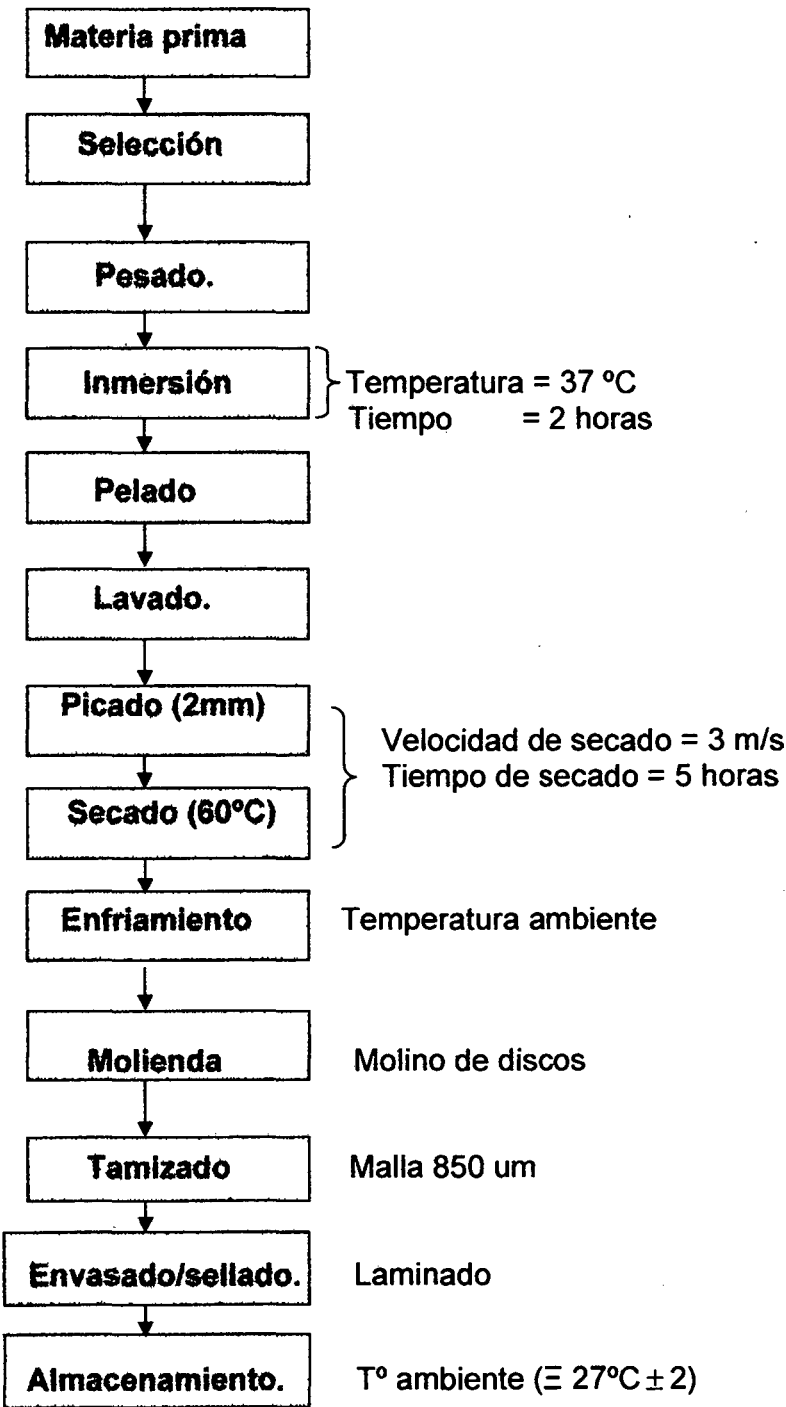 Materia prima
Selección
Pesado.
Inmersión
Temperatura = 37 ºC
Tiempo = 2 horas
Pelado
Lavado.
Picado (2mm)
Velocidad de secado = 3 m/s
Tiempo de secado = 5 horas
Secado (60ºC)
Enfriamiento
Temperatura ambiente
Molienda
Molino de discos
Tamizado
Malla 850 um
Envasado/sellado.
Laminado
Almacenamiento.
Tº ambiente (Ξ 27ºC ± 2)